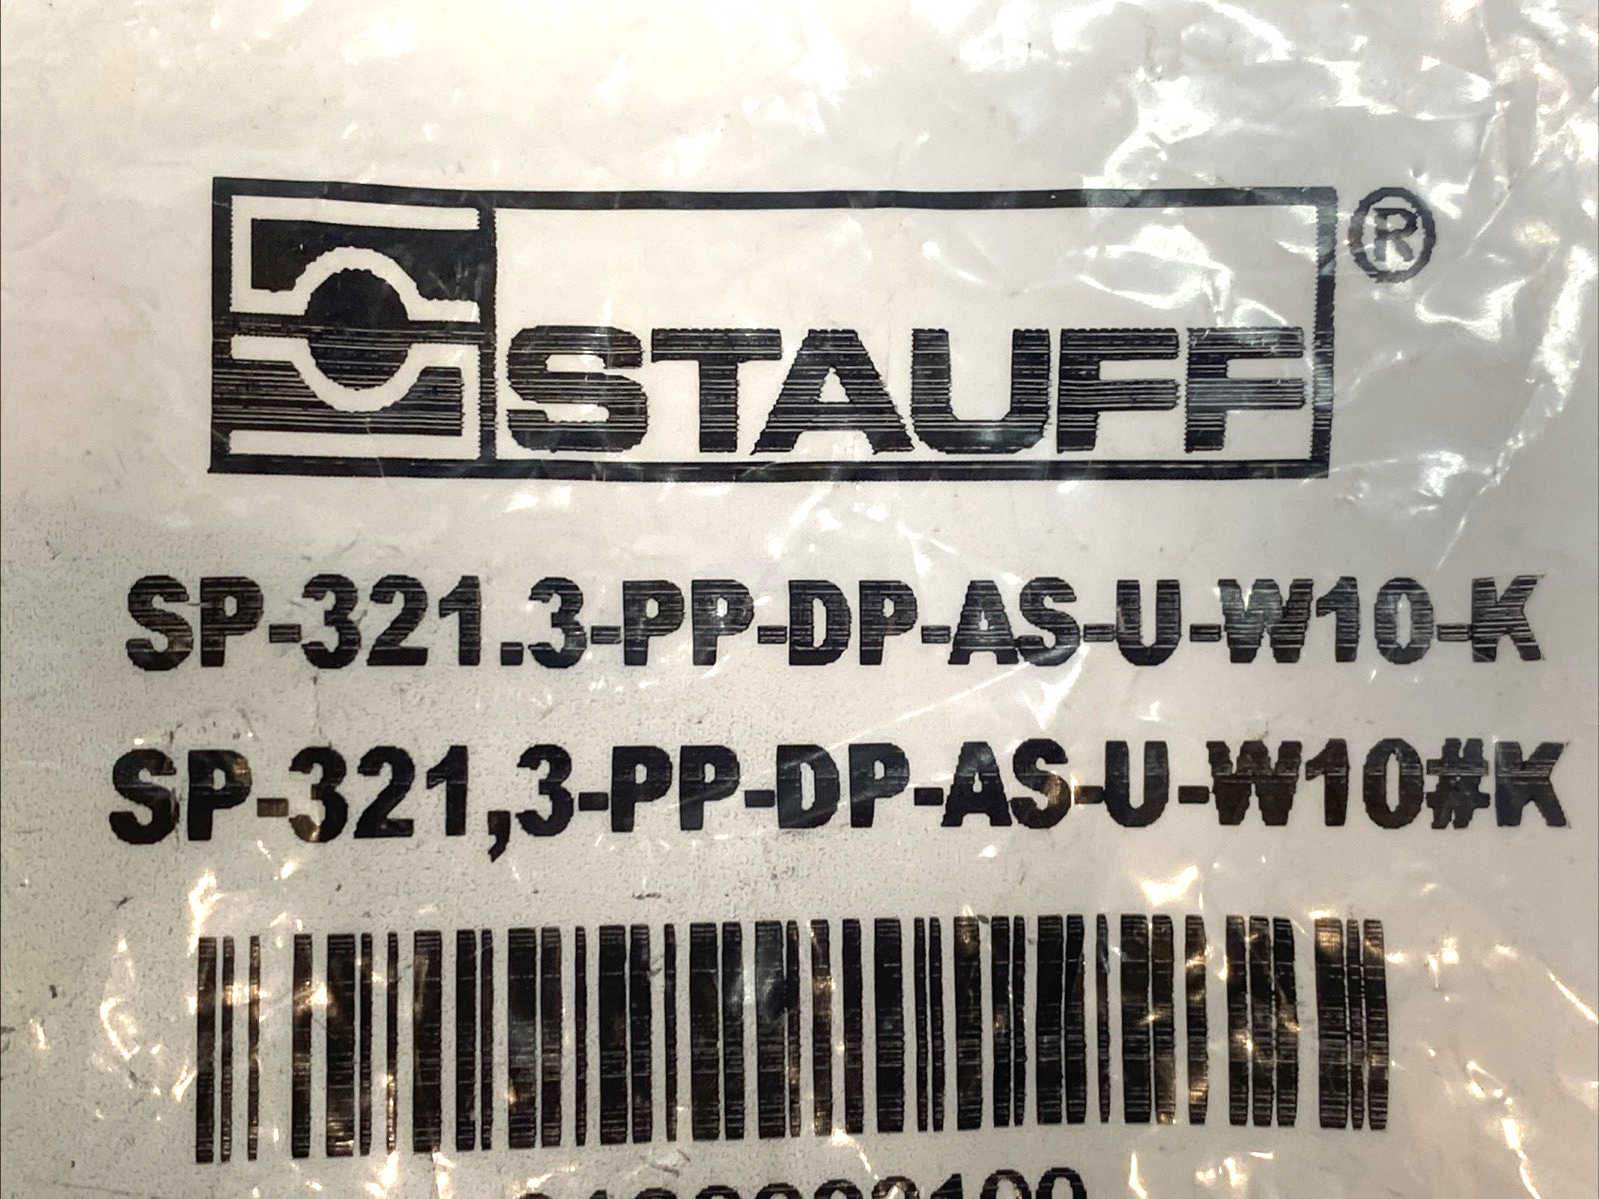 STAUFF®
SP-321.3-PP-DP-AS-U-W10-K
SP-321,3-PP-DP-AS-U-W10#K